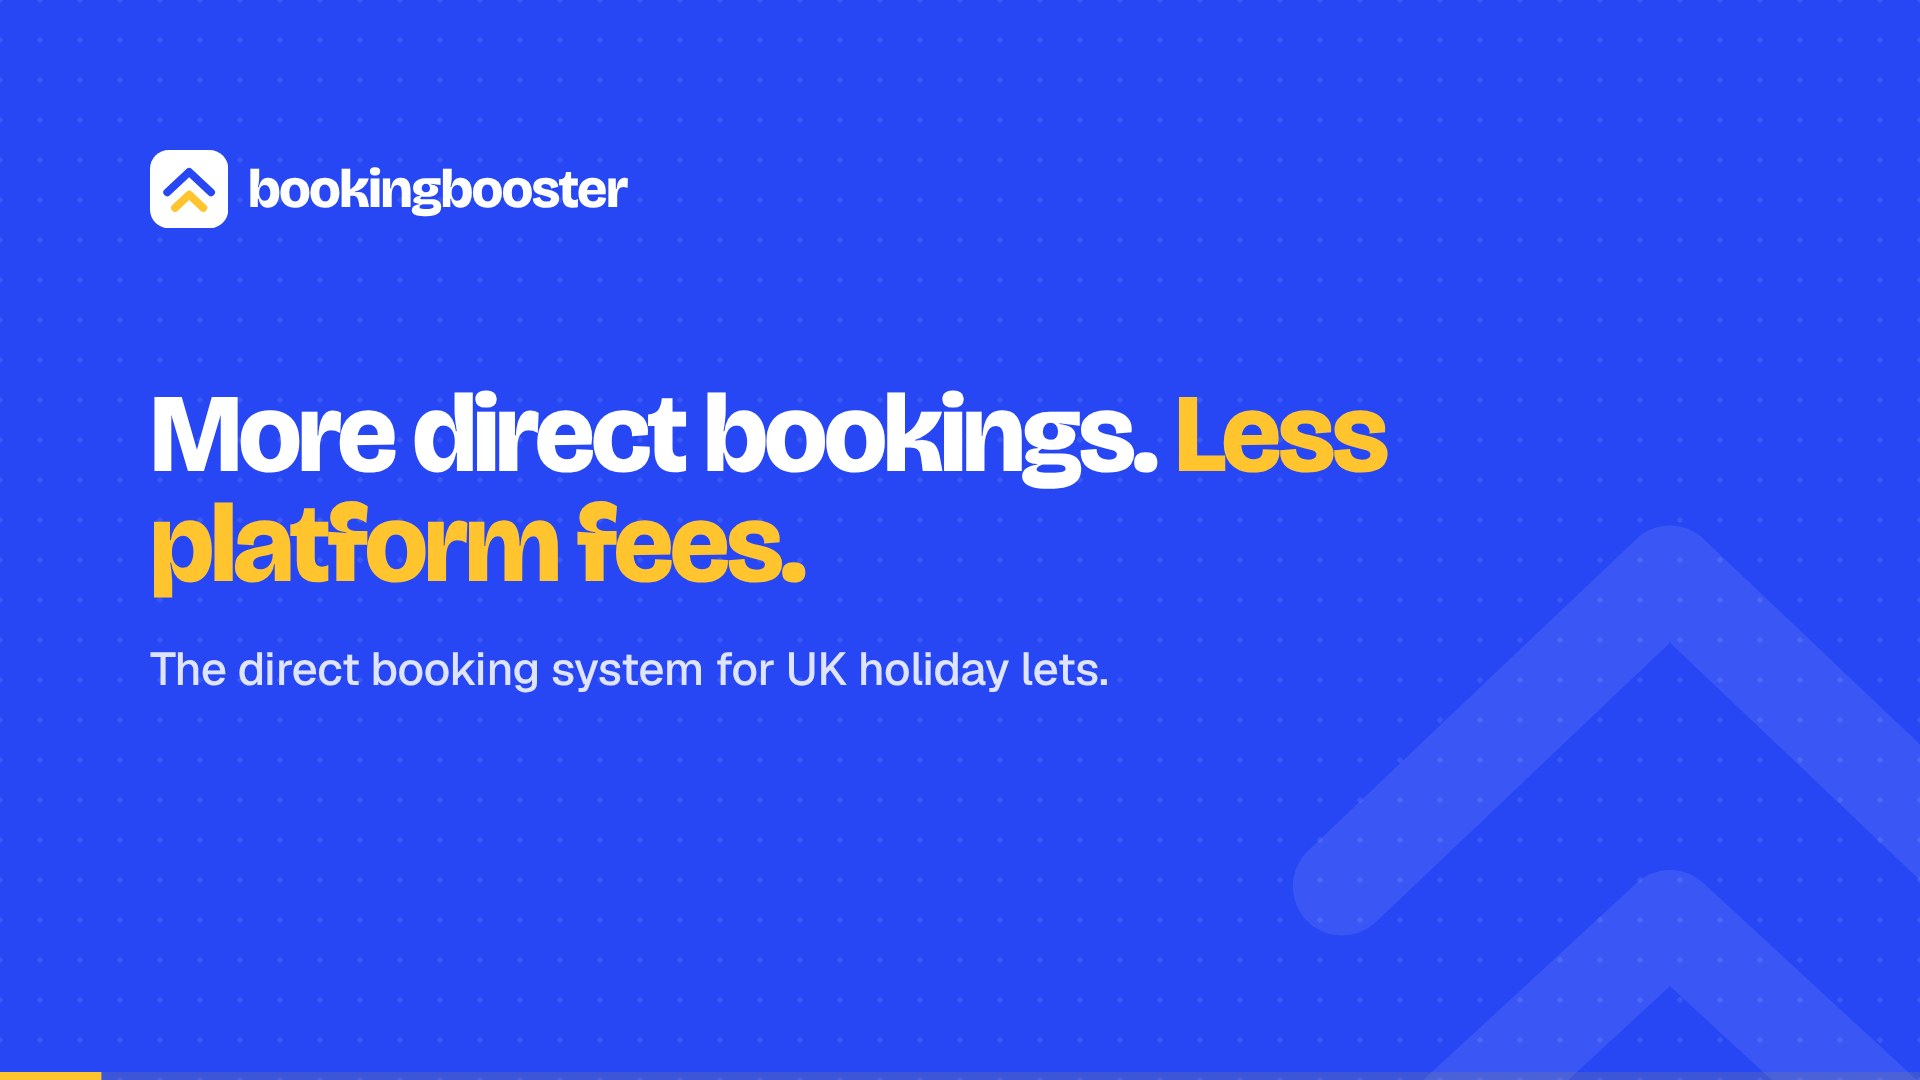 bookingbooster
More direct bookings. Less
platform fees.
The direct booking system for UK holiday lets.